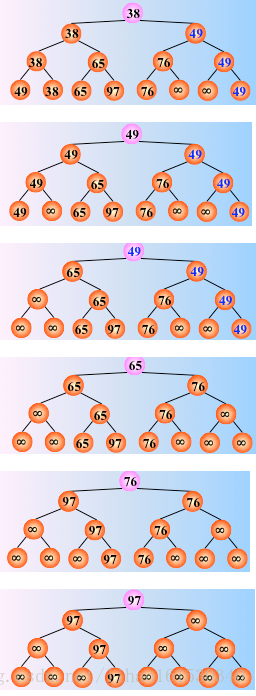 38
38 49
38 65 76 49
49 38 65 97 76 ∞ ∞ 49
49
49 49
49 65 76 49
49 ∞ 65 97 76 ∞ ∞ 49
49
65 49
∞ 65 76 49
∞ ∞ 65 97 76 ∞ ∞ 49
65
65 76
∞ 65 76 ∞
∞ ∞ 65 97 76 ∞ ∞ ∞
76
97 76
∞ 97 76 ∞
∞ ∞ ∞ 97 76 ∞ ∞ ∞
97
97 ∞
∞ 97 ∞ ∞
∞ ∞ ∞ 97 ∞ ∞ ∞ ∞